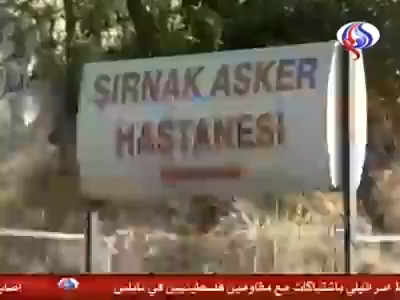 ŞIRNAK ASKER
HASTANESİ
اسرائيلي باشتباكات مع مقاومين فلسطينيين في نابلس